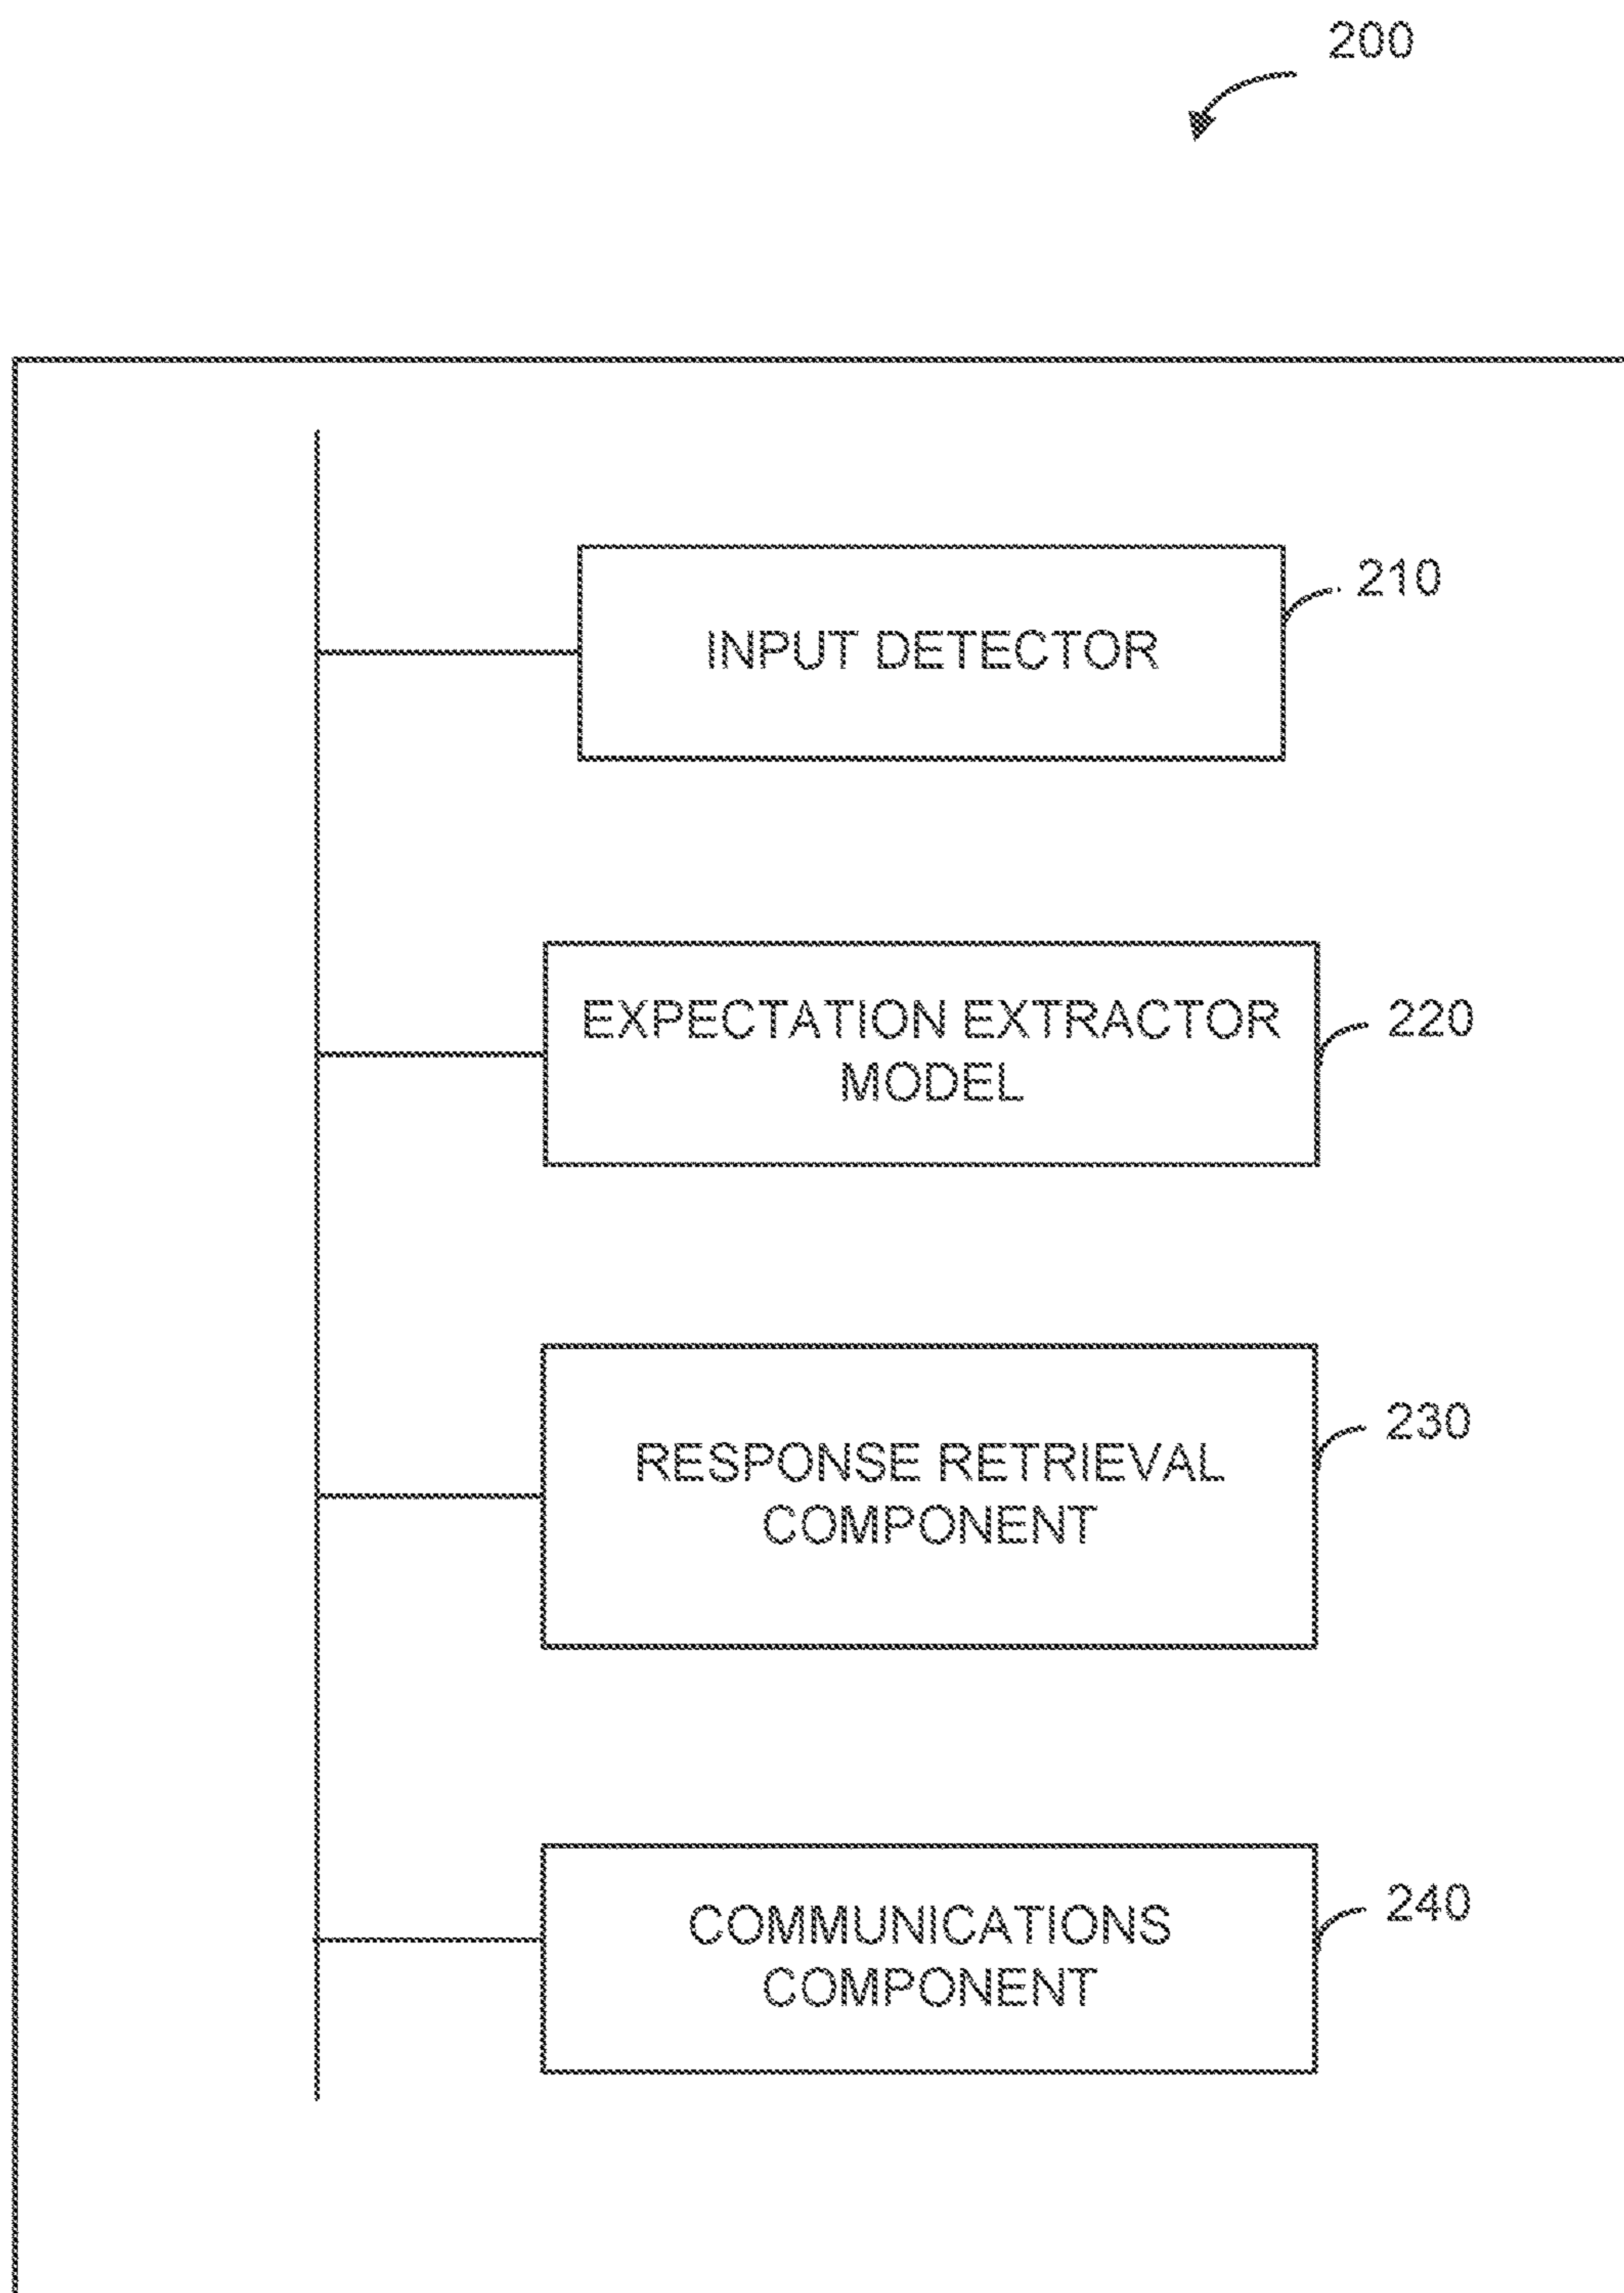 200
210
INPUT DETECTOR
220
EXPECTATION EXTRACTOR
MODEL
230
RESPONSE RETRIEVAL
COMPONENT
240
COMMUNICATIONS
COMPONENT